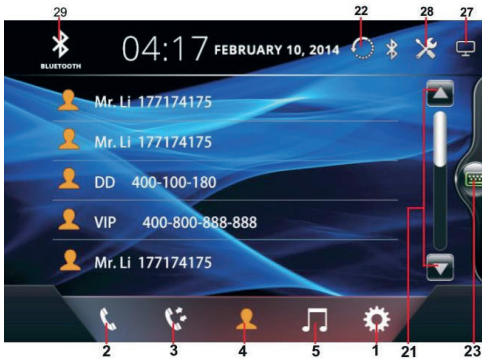 29 22 28 27
BLUETOOTH 04:17 FEBRUARY 10, 2014
Mr. Li 177174175
Mr. Li 177174175
DD 400-100-180
VIP 400-800-888-888
Mr. Li 177174175
2 3 4 5 1 21 23